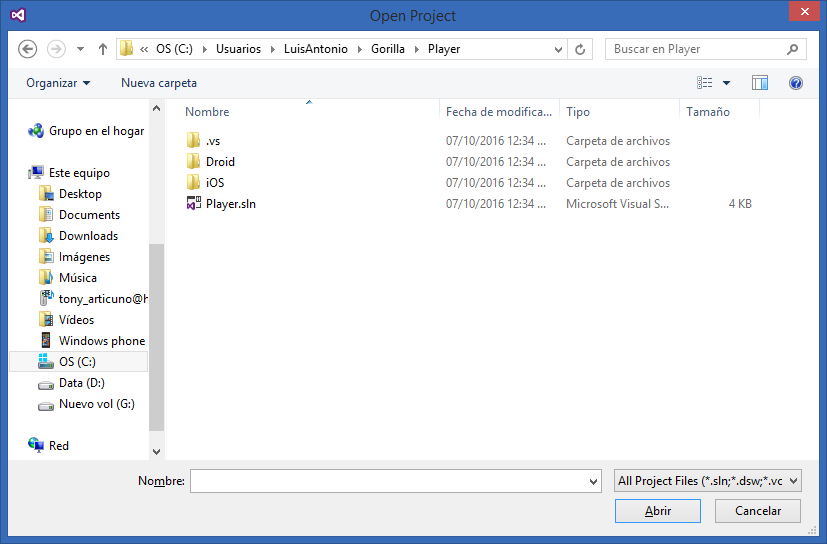 Open Project
« OS (C:) Usuarios LuisAntonio Gorilla Player
Buscar en Player
Organizar Nueva carpeta
Nombre Fecha de modifica... Tipo Tamaño
Grupo en el hogar
Este equipo
Desktop
Documents
Downloads
Imágenes
Música
tony_articuno@h
Vídeos
Windows phone
OS (C:)
Data (D:)
Nuevo vol (G:)
Red
.vs 07/10/2016 12:34 ... Carpeta de archivos
Droid 07/10/2016 12:34 ... Carpeta de archivos
iOS 07/10/2016 12:34 ... Carpeta de archivos
Player.sln 07/10/2016 12:34 ... Microsoft Visual S... 4 KB
Nombre: All Project Files (*.sln;*.dsw;*.vc
Abrir Cancelar